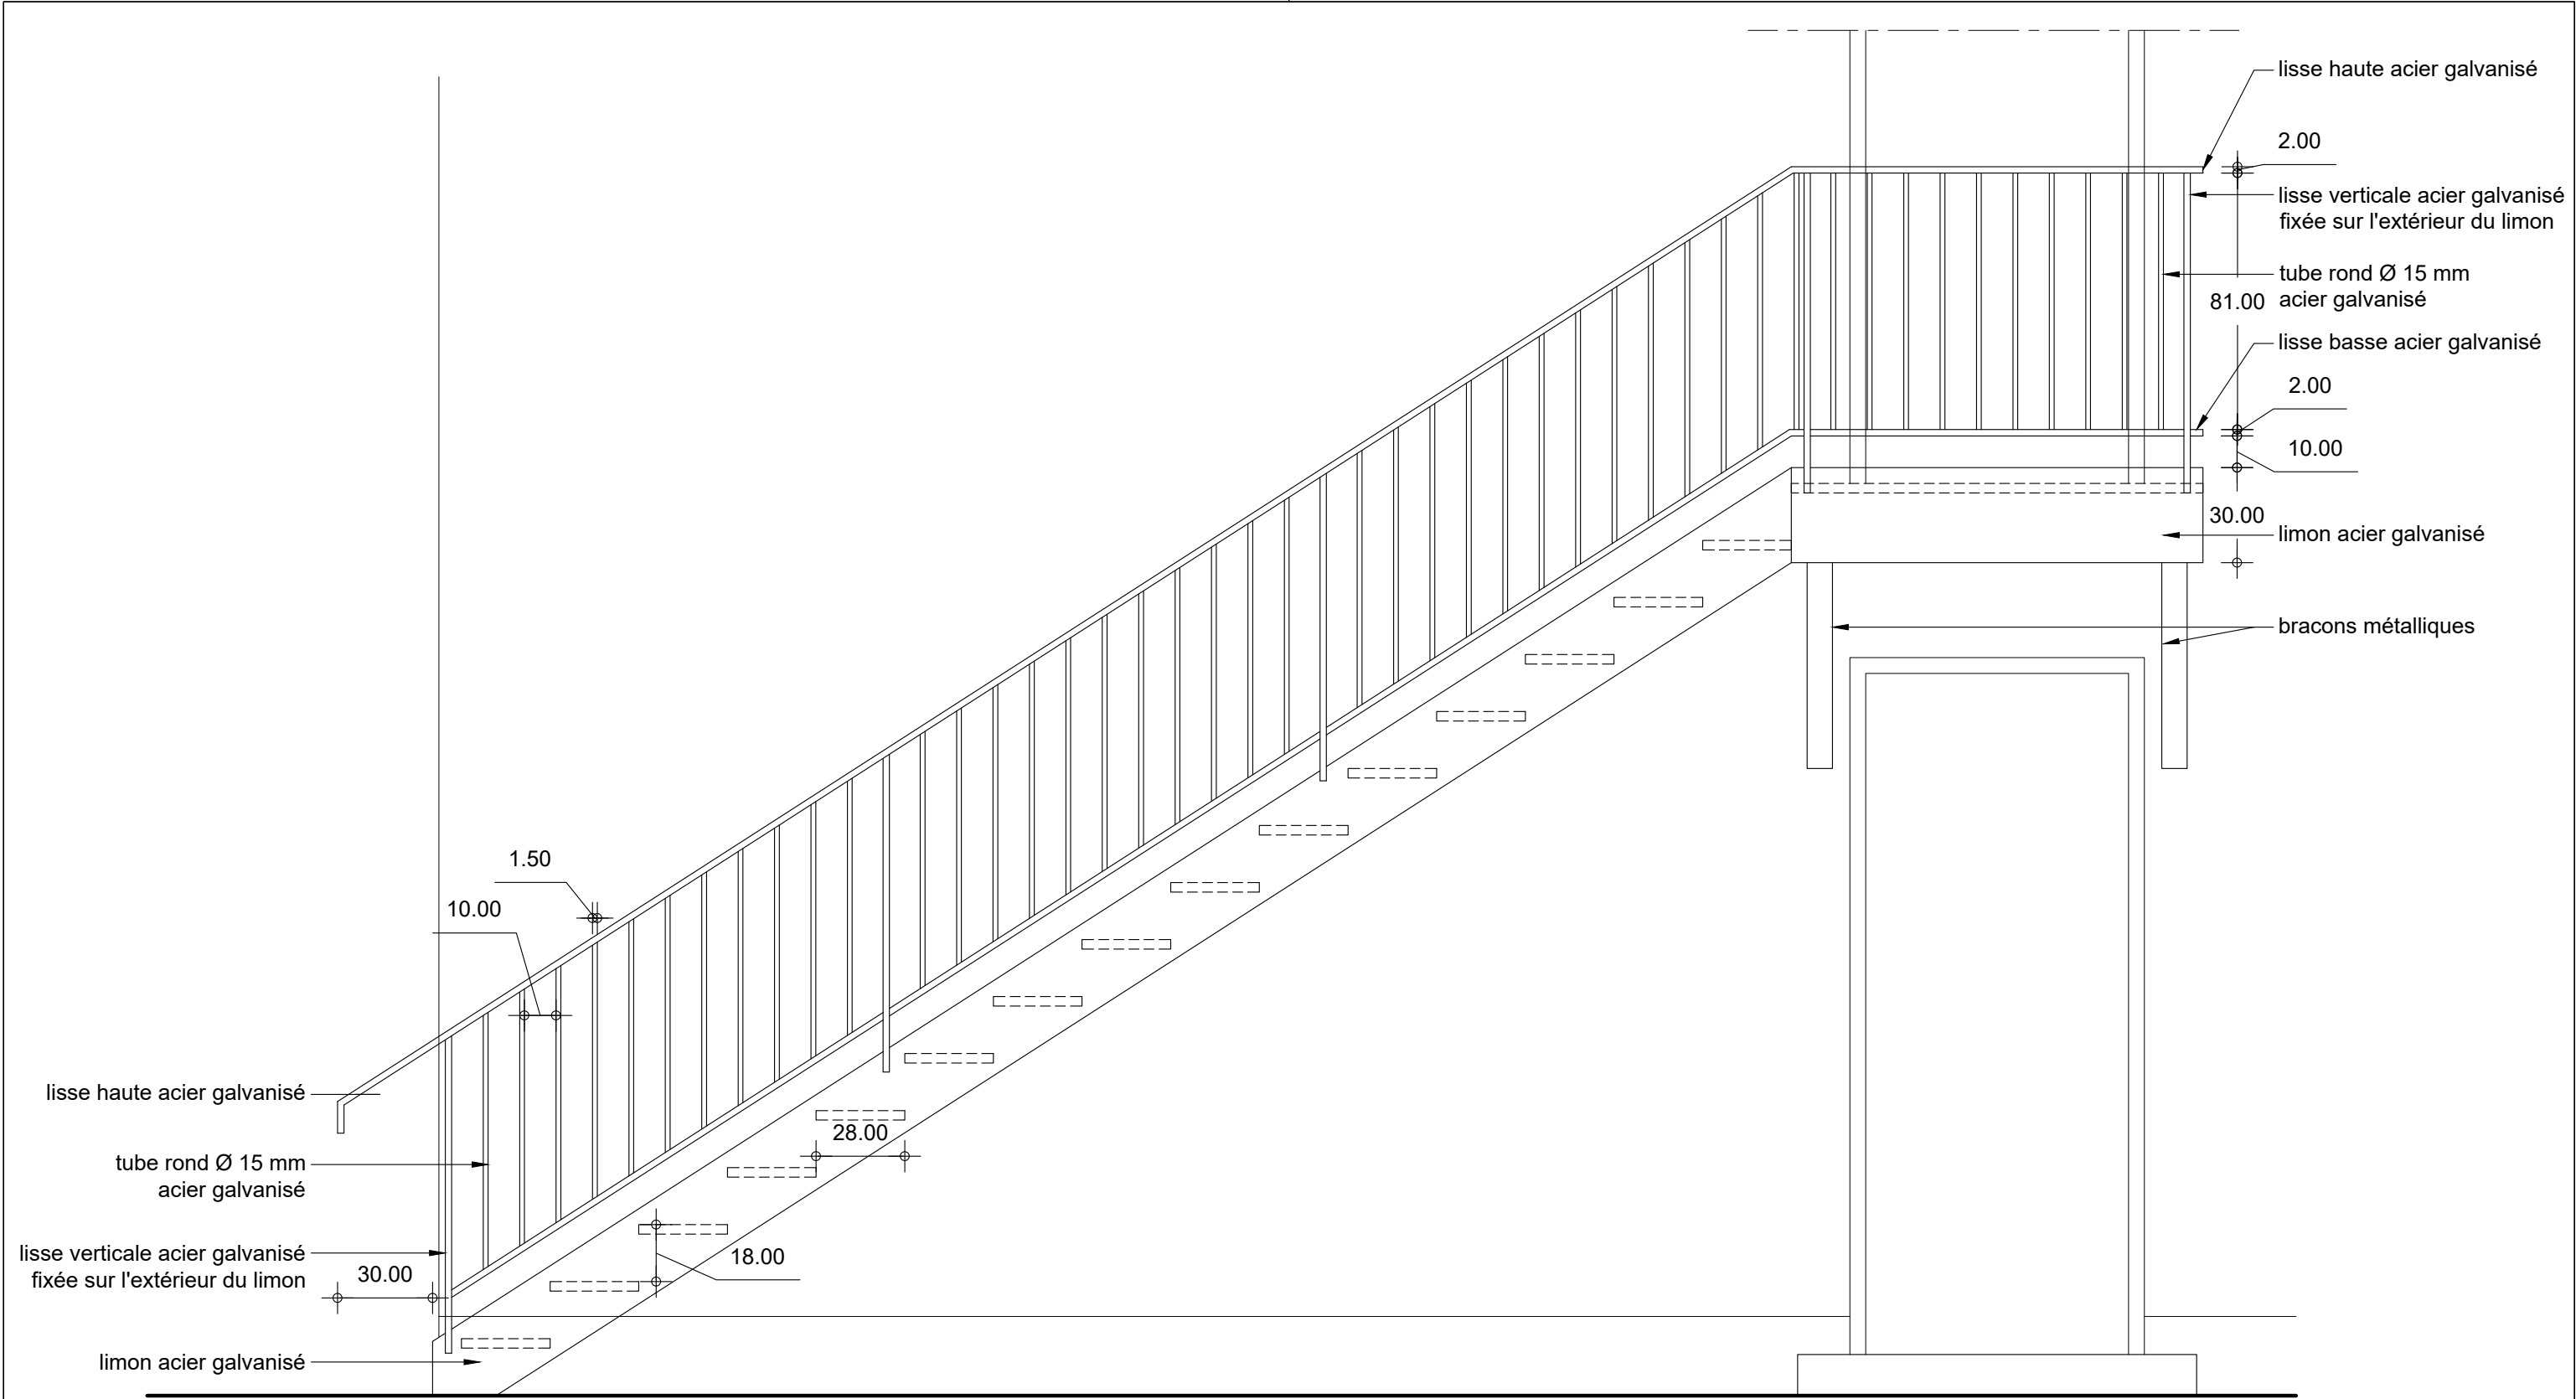 lisse haute acier galvanisé
2.00
lisse verticale acier galvanisé
fixée sur l'extérieur du limon
tube rond Ø 15 mm
81.00 acier galvanisé
lisse basse acier galvanisé
2.00
10.00
30.00
limon acier galvanisé
bracons métalliques
1.50
10.00
lisse haute acier galvanisé
28.00
tube rond Ø 15 mm
acier galvanisé
lisse verticale acier galvanisé
fixée sur l'extérieur du limon
30.00
18.00
limon acier galvanisé